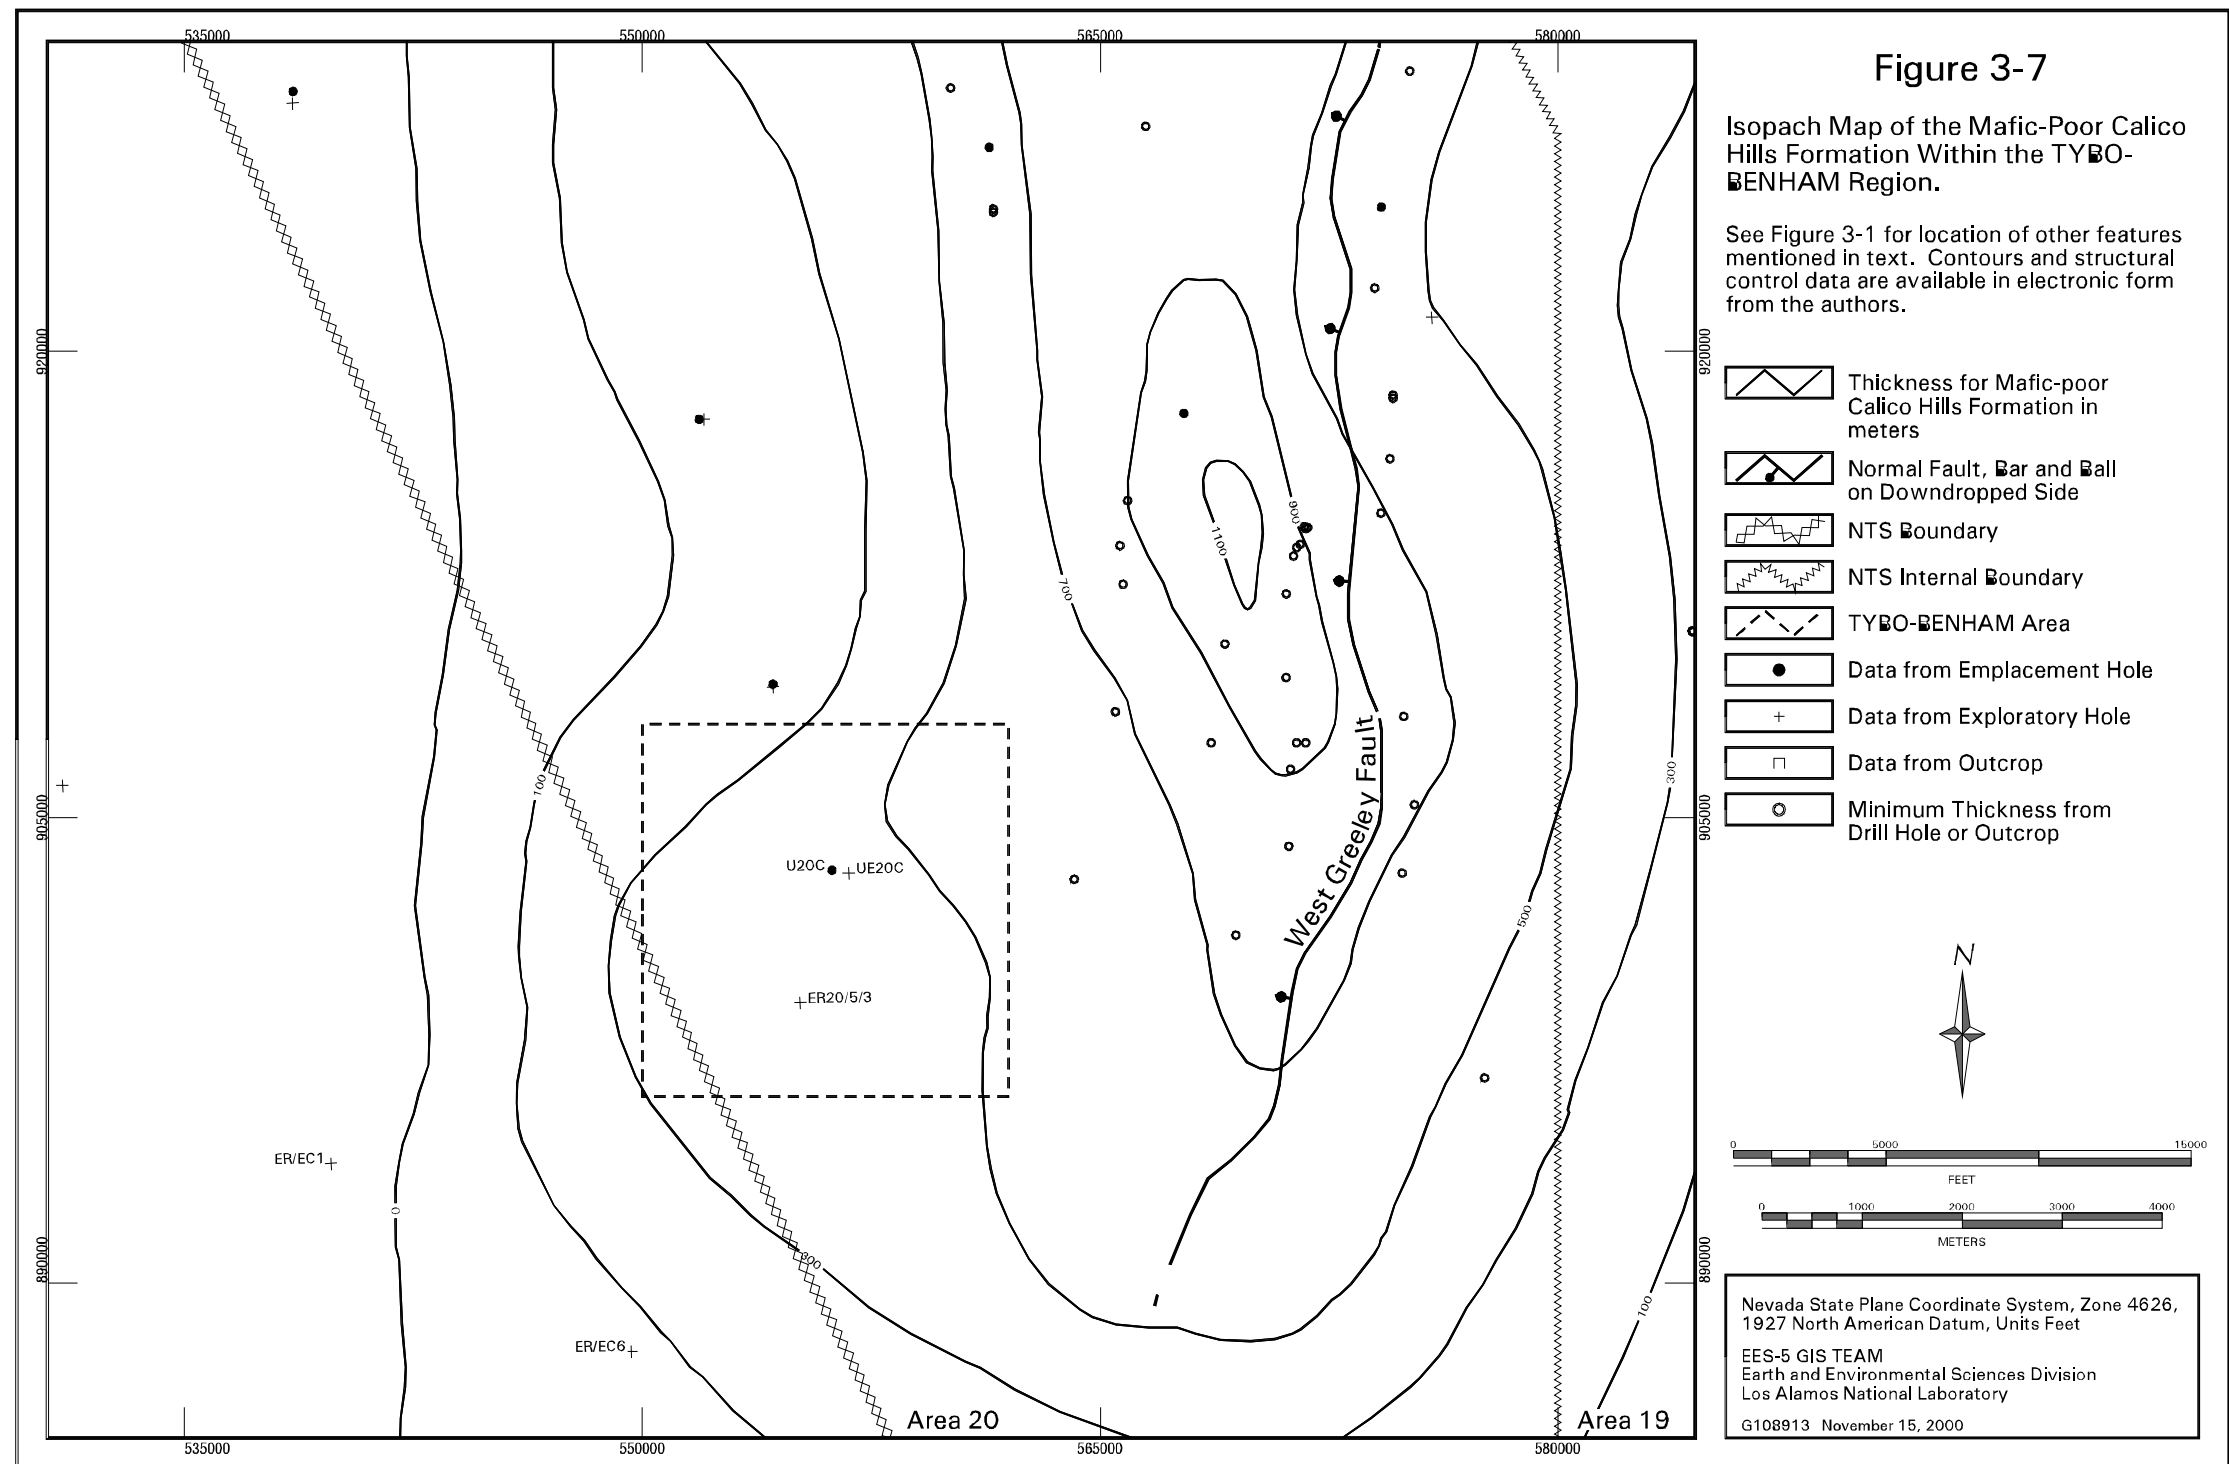 535000
550000
565000
580000
920000
905000
890000
900
1100
700
100
U20C
UE20C
ER20/5/3
West Greeley Fault
300
500
ER/EC1
0
300
100
ER/EC6
Area 20
Area 19
920000
905000
890000
535000
550000
565000
580000
Figure 3-7
Isopach Map of the Mafic-Poor Calico
Hills Formation Within the TYBO-
BENHAM Region.
See Figure 3-1 for location of other features
mentioned in text. Contours and structural
control data are available in electronic form
from the authors.
Thickness for Mafic-poor
Calico Hills Formation in
meters
Normal Fault, Bar and Ball
on Downdropped Side
NTS Boundary
NTS Internal Boundary
TYBO-BENHAM Area
Data from Emplacement Hole
Data from Exploratory Hole
Data from Outcrop
Minimum Thickness from
Drill Hole or Outcrop
N
0 5000 15000
FEET
0 1000 2000 3000 4000
METERS
Nevada State Plane Coordinate System, Zone 4626,
1927 North American Datum, Units Feet
EES-5 GIS TEAM
Earth and Environmental Sciences Division
Los Alamos National Laboratory
G108913 November 15, 2000